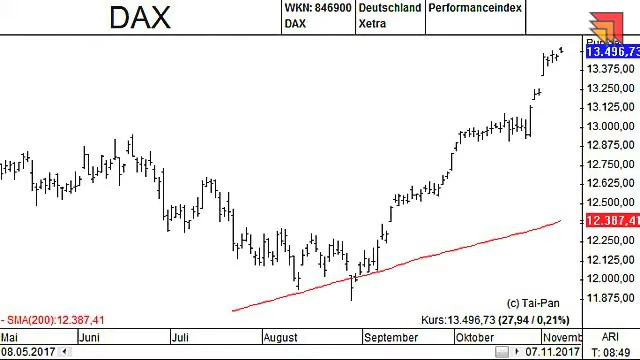 DAX
WKN: 846900 Deutschland Performanceindex
DAX Xetra
13.496,73
13.375,00
13.250,00
13.125,00
13.000,00
12.875,00
12.750,00
12.625,00
12.500,00
12.387,41
12.250,00
12.125,00
12.000,00
11.875,00
(c) Tai-Pan
- SMA(200):12.387,41 Kurs:13.496,73 (27,94 / 0,21%)
Mai Juni Juli August September Oktober Novemb ARI
08.05.2017 07.11.2017 T: 08:49